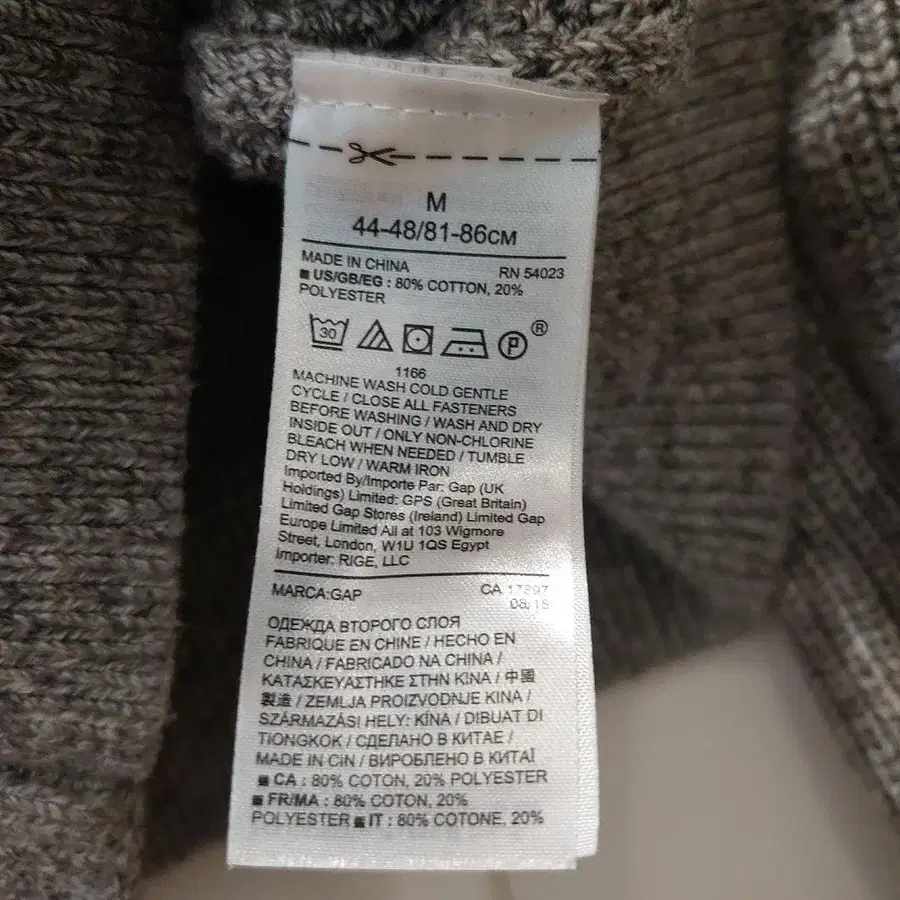 M
44-48/81-86CM
MADE IN CHINA RN 54023
■ US/GB/EG : 80% COTTON, 20%
POLYESTER
30 P ®
1166
MACHINE WASH COLD GENTLE
CYCLE / CLOSE ALL FASTENERS
BEFORE WASHING / WASH AND DRY
INSIDE OUT / ONLY NON-CHLORINE
BLEACH WHEN NEEDED / TUMBLE
DRY LOW / WARM IRON
Imported By/Importe Par: Gap (UK
Holdings) Limited: GPS (Great Britain)
Limited Gap Stores (Ireland) Limited Gap
Europe Limited All at 103 Wigmore
Street, London, W1U 1QS Egypt
Importer: RIGE, LLC
MARCA:GAP CA 17897
08/18
ОДЕЖДА ВТОРОГО СЛОЯ
FABRIQUE EN CHINE / HECHO EN
CHINA / FABRICADO NA CHINA /
ΚΑΤΑΣΚΕΥΑΣΤΗΚΕ ΣΤΗΝ ΚΙΝΑ / 中國
製造 / ZEMLJA PROIZVODNJE KINA /
SZÁRMAZÁSI HELY: KÍNA / DIBUAT DI
TIONGKOK / СДЕЛАНО В КИТАЕ /
MADE IN CIN / ВИРОБЛЕНО В КИТАЇ
■ CA : 80% COTON, 20% POLYESTER
■ FR/MA : 80% COTON, 20%
POLYESTER ■ IT : 80% COTONE, 20%